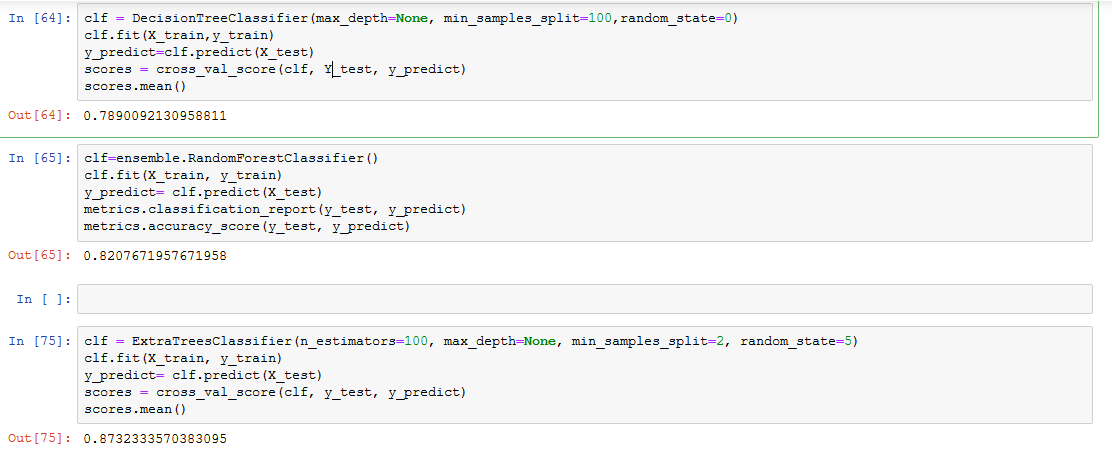 In [64]: clf = DecisionTreeClassifier(max_depth=None, min_samples_split=100,random_state=0)
clf.fit(X_train,y_train)
y_predict=clf.predict(X_test)
scores = cross_val_score(clf, Y_test, y_predict)
scores.mean()
Out[64]: 0.7890092130958811
In [65]: clf=ensemble.RandomForestClassifier()
clf.fit(X_train, y_train)
y_predict= clf.predict(X_test)
metrics.classification_report(y_test, y_predict)
metrics.accuracy_score(y_test, y_predict)
Out[65]: 0.8207671957671958
In [ ]:
In [75]: clf = ExtraTreesClassifier(n_estimators=100, max_depth=None, min_samples_split=2, random_state=5)
clf.fit(X_train, y_train)
y_predict= clf.predict(X_test)
scores = cross_val_score(clf, y_test, y_predict)
scores.mean()
Out[75]: 0.8732333570383095